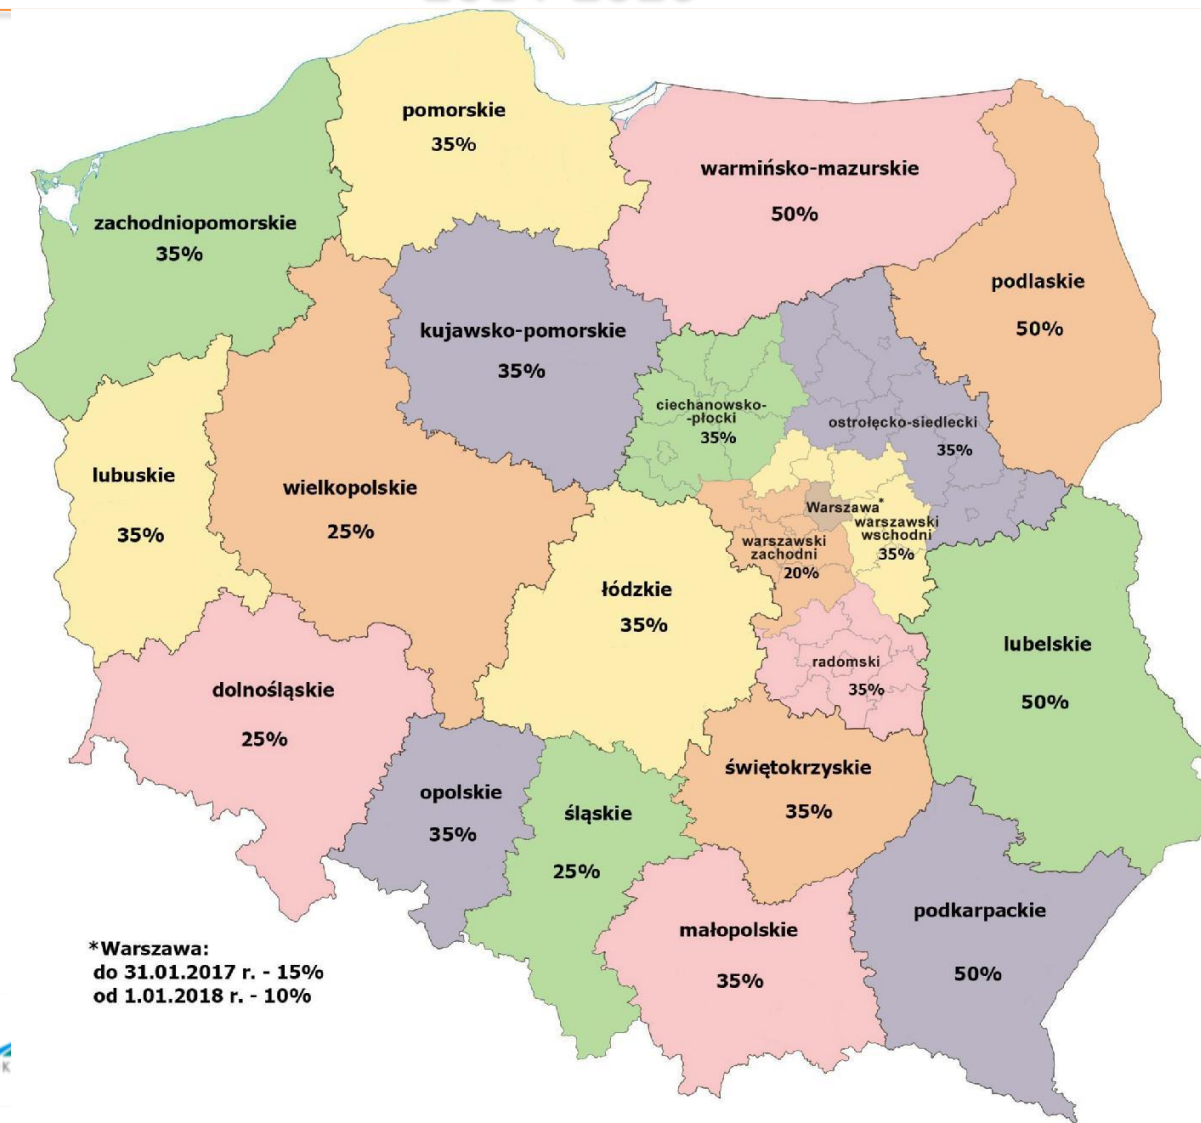 pomorskie
35%
warmińsko-mazurskie
50%
zachodniopomorskie
35%
podlaskie
50%
kujawsko-pomorskie
35%
ciechanowsko-
-płocki
35%
ostrołęcko-siedlecki
35%
lubuskie
35%
wielkopolskie
25%
Warszawa*
warszawski
wschodni
35%
warszawski
zachodni
20%
łódzkie
35%
radomski
35%
lubelskie
50%
dolnośląskie
25%
opolskie
35%
śląskie
25%
świętokrzyskie
35%
małopolskie
35%
podkarpackie
50%
*Warszawa:
do 31.01.2017 r. - 15%
od 1.01.2018 r. - 10%
K